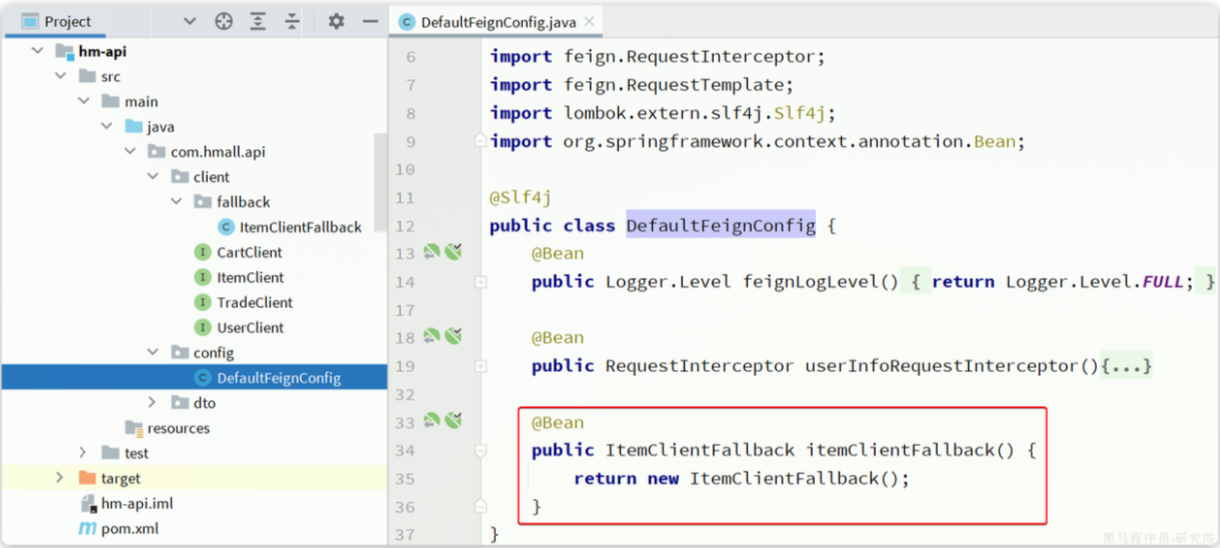 Project
hm-api
src
main
java
com.hmall.api
client
fallback
ItemClientFallback
CartClient
ItemClient
TradeClient
UserClient
config
DefaultFeignConfig
dto
resources
test
target
hm-api.iml
pom.xml
DefaultFeignConfig.java
6 import feign.RequestInterceptor;
7 import feign.RequestTemplate;
8 import lombok.extern.slf4j.Slf4j;
9 import org.springframework.context.annotation.Bean;
10
11 @Slf4j
12 public class DefaultFeignConfig {
13 @Bean
14 public Logger.Level feignLogLevel() { return Logger.Level.FULL; }
17
18 @Bean
19 public RequestInterceptor userInfoRequestInterceptor(){...}
32
33 @Bean
34 public ItemClientFallback itemClientFallback() {
35 return new ItemClientFallback();
36 }
37 }
黑马程序员-研究院